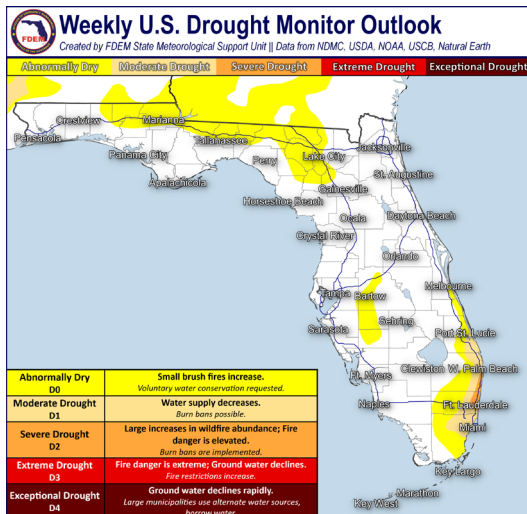 FDEM
Weekly U.S. Drought Monitor Outlook
Created by FDEM State Meteorological Support Unit || Data from NDMC, USDA, NOAA, USCB, Natural Earth
Abnormally Dry Moderate Drought Severe Drought Extreme Drought Exceptional Drought
Crestview
Marianna
Pensacola
Tallahassee
Jacksonville
Panama City
Perry
Lake City
St. Augustine
Apalachicola
Gainesville
Horseshoe Beach
Ocala
Daytona Beach
Crystal River
Orlando
Melbourne
Tampa
Bartow
Sebring
Port St. Lucie
Sarasota
Clewiston W. Palm Beach
Ft. Myers
Naples
Ft. Lauderdale
Miami
Key Largo
Marathon
Key West
Abnormally Dry
D0
Small brush fires increase.
Voluntary water conservation requested.
Moderate Drought
D1
Water supply decreases.
Burn bans possible.
Severe Drought
D2
Large increases in wildfire abundance; Fire
danger is elevated.
Burn bans are implemented.
Extreme Drought
D3
Fire danger is extreme; Ground water declines.
Fire restrictions increase.
Exceptional Drought
D4
Ground water declines rapidly.
Large municipalities use alternate water sources,
borrow water.